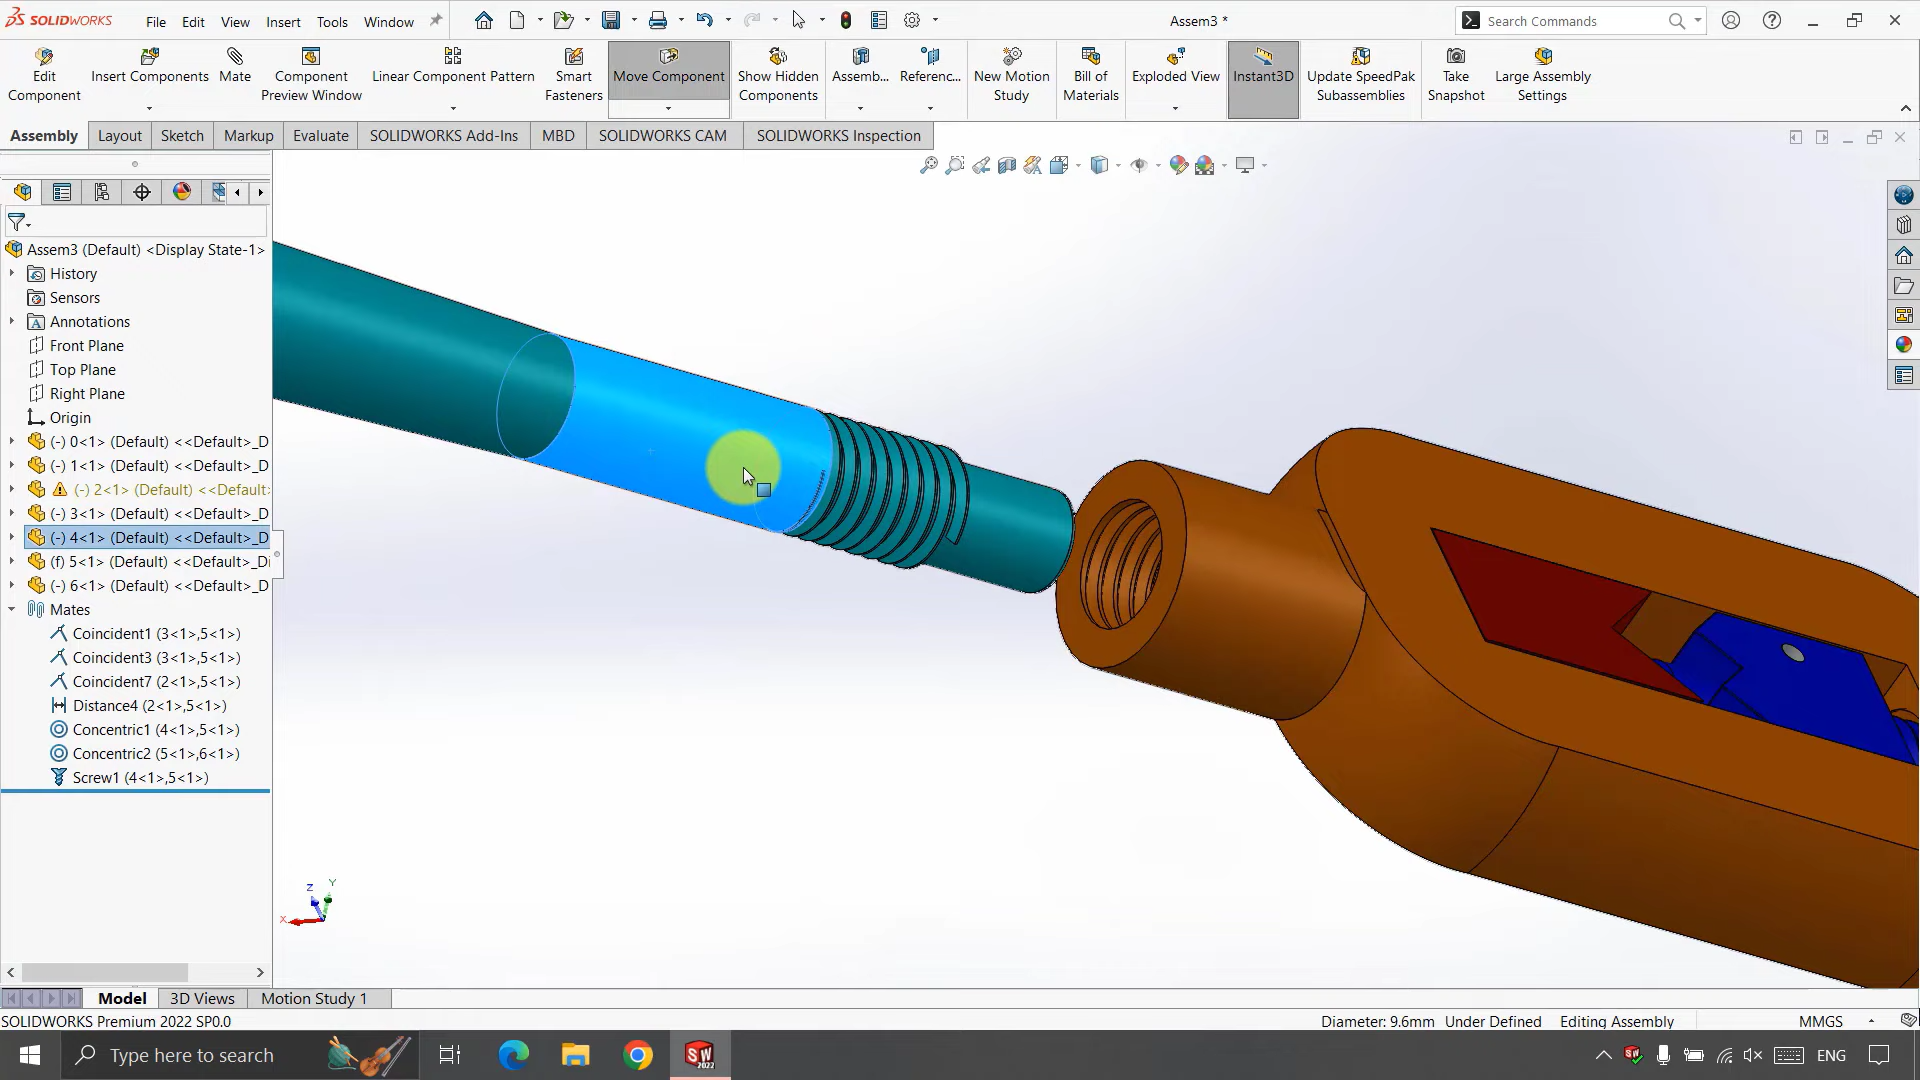 SOLIDWORKS File Edit View Insert Tools Window Assem3 * Search Commands
Edit Component
Insert Components
Mate
Component Preview Window
Linear Component Pattern
Smart Fasteners
Move Component
Show Hidden Components
Assemb...
Referenc...
New Motion Study
Bill of Materials
Exploded View
Instant3D
Update SpeedPak Subassemblies
Take Snapshot
Large Assembly Settings
Assembly Layout Sketch Markup Evaluate SOLIDWORKS Add-Ins MBD SOLIDWORKS CAM SOLIDWORKS Inspection
Assem3 (Default) <Display State-1>
History
Sensors
Annotations
Front Plane
Top Plane
Right Plane
Origin
(-) 0<1> (Default) <<Default>_D
(-) 1<1> (Default) <<Default>_D
(-) 2<1> (Default) <<Default>
(-) 3<1> (Default) <<Default>_D
(-) 4<1> (Default) <<Default>_D
(f) 5<1> (Default) <<Default>_Di
(-) 6<1> (Default) <<Default>_D
Mates
Coincident1 (3<1>,5<1>)
Coincident3 (3<1>,5<1>)
Coincident7 (2<1>,5<1>)
Distance4 (2<1>,5<1>)
Concentric1 (4<1>,5<1>)
Concentric2 (5<1>,6<1>)
Screw1 (4<1>,5<1>)
Z Y
X
Model 3D Views Motion Study 1
SOLIDWORKS Premium 2022 SP0.0 Diameter: 9.6mm Under Defined Editing Assembly MMGS
Type here to search SW 2022 ENG